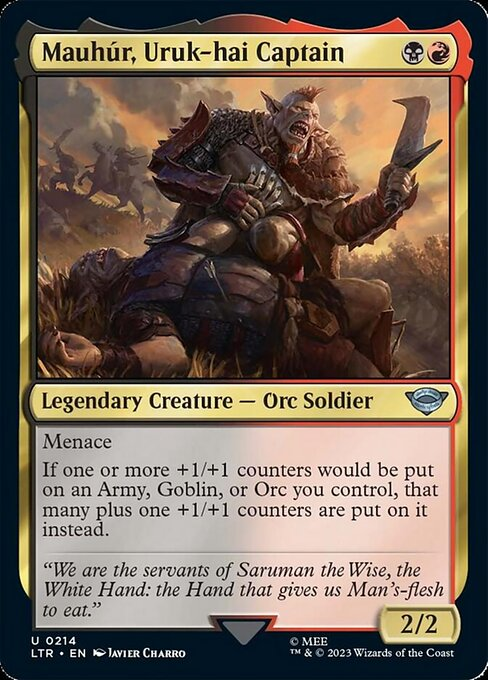 Mauhúr, Uruk-hai Captain
Legendary Creature — Orc Soldier
Menace
If one or more +1/+1 counters would be put
on an Army, Goblin, or Orc you control, that
many plus one +1/+1 counters are put on it
instead.
“We are the servants of Saruman the Wise, the
White Hand: the Hand that gives us Man’s-flesh
to eat.”
2/2
U 0214
LTR • EN Javier Charro
© MEE
™ & © 2023 Wizards of the Coast